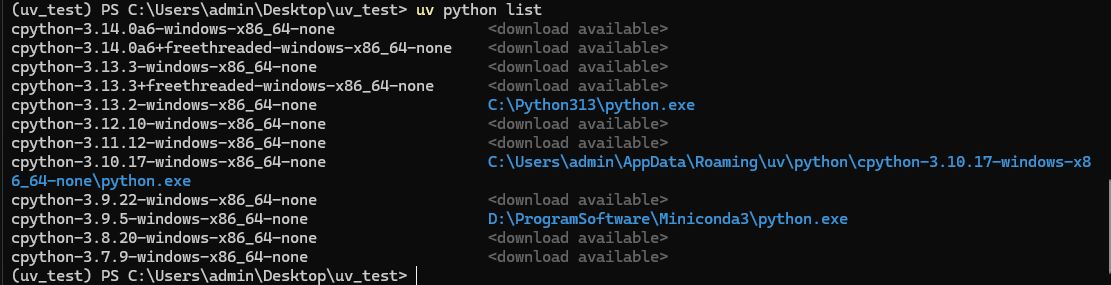 (uv_test) PS C:\Users\admin\Desktop\uv_test> uv python list
cpython-3.14.0a6-windows-x86_64-none <download available>
cpython-3.14.0a6+freethreaded-windows-x86_64-none <download available>
cpython-3.13.3-windows-x86_64-none <download available>
cpython-3.13.3+freethreaded-windows-x86_64-none <download available>
cpython-3.13.2-windows-x86_64-none C:\Python313\python.exe
cpython-3.12.10-windows-x86_64-none <download available>
cpython-3.11.12-windows-x86_64-none <download available>
cpython-3.10.17-windows-x86_64-none C:\Users\admin\AppData\Roaming\uv\python\cpython-3.10.17-windows-x8
6_64-none\python.exe
cpython-3.9.22-windows-x86_64-none <download available>
cpython-3.9.5-windows-x86_64-none D:\ProgramSoftware\Miniconda3\python.exe
cpython-3.8.20-windows-x86_64-none <download available>
cpython-3.7.9-windows-x86_64-none <download available>
(uv_test) PS C:\Users\admin\Desktop\uv_test>